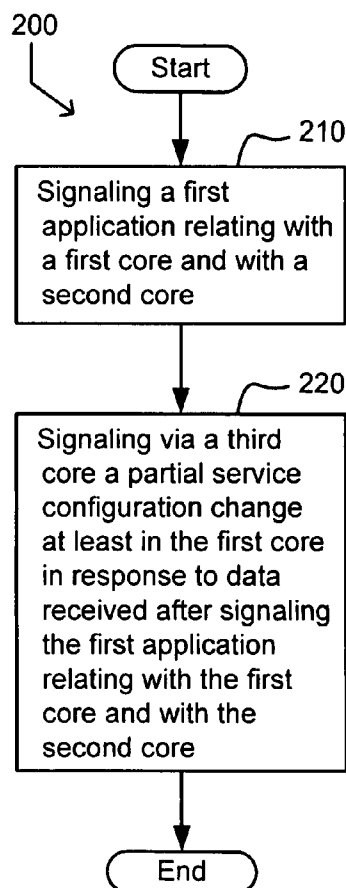 200
Start
210
Signaling a first
application relating with
a first core and with a
second core
220
Signaling via a third
core a partial service
configuration change
at least in the first core
in response to data
received after signaling
the first application
relating with the first
core and with the
second core
End